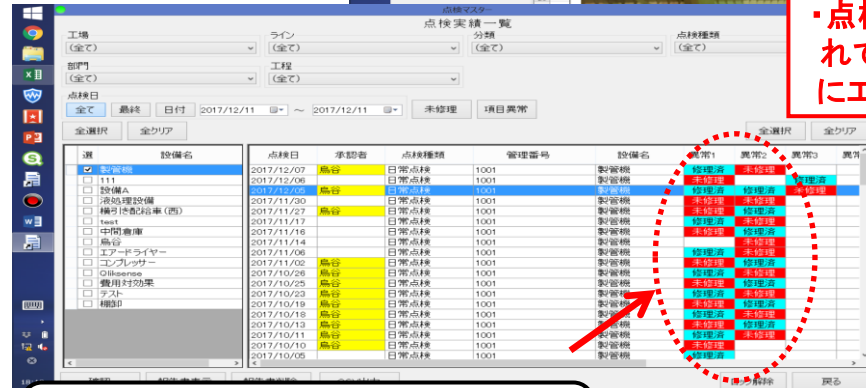 点検マスター
点検実績一覧
工場 ライン 分類 点検種類
(全て) (全て) (全て) (全て)
部門 工程
(全て) (全て)
点検日
全て 最終 日付 2017/12/11 ~ 2017/12/11 未修理 項目異常
全選択 全クリア 全選択 全クリア
選 設備名
製管機
111
設備A
液処理設備
横引き配給車(西)
test
中間倉庫
鳥谷
エアードライヤー
コンプレッサー
Qliksense
費用対効果
テスト
棚卸
点検日 承認者 点検種類 管理番号 設備名 異常1 異常2 異常3
2017/12/07 鳥谷 日常点検 1001 製管機 修理済 未修理
2017/12/06 日常点検 1001 製管機 未修理 修理済
2017/12/05 鳥谷 日常点検 1001 製管機 修理済 修理済 未修理
2017/11/30 日常点検 1001 製管機 未修理 未修理
2017/11/27 鳥谷 日常点検 1001 製管機 未修理 修理済
2017/11/17 日常点検 1001 製管機 修理済 未修理
2017/11/16 日常点検 1001 製管機 未修理 修理済
2017/11/14 日常点検 1001 製管機 未修理
2017/11/06 日常点検 1001 製管機 修理済 未修理
2017/11/02 鳥谷 日常点検 1001 製管機 未修理 修理済
2017/10/26 鳥谷 日常点検 1001 製管機 修理済 未修理
2017/10/25 鳥谷 日常点検 1001 製管機 未修理 修理済
2017/10/23 鳥谷 日常点検 1001 製管機 修理済 未修理
2017/10/19 鳥谷 日常点検 1001 製管機 未修理 修理済
2017/10/18 鳥谷 日常点検 1001 製管機 未修理
2017/10/13 鳥谷 日常点検 1001 製管機 未修理 修理済
2017/10/11 鳥谷 日常点検 1001 製管機 修理済 未修理
2017/10/10 鳥谷 日常点検 1001 製管機 未修理
2017/10/05 日常点検 1001 製管機 修理済
戻る
・点検
れて
にエ